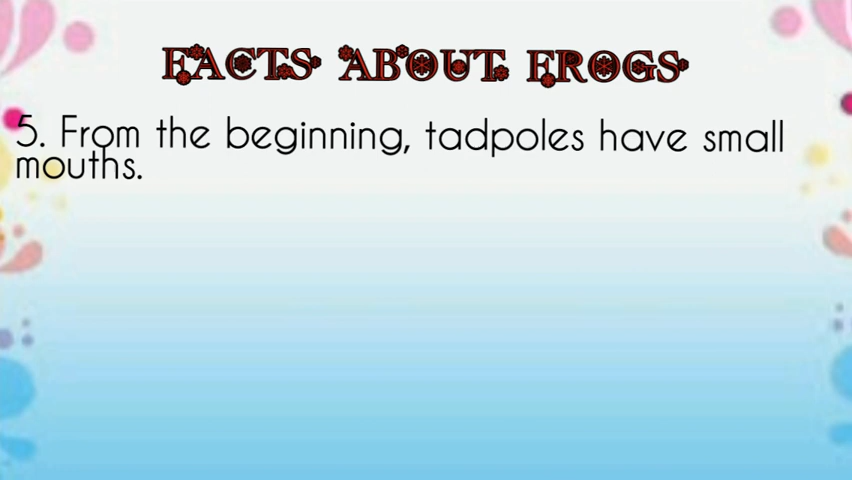 FACTS ABOUT FROGS
5. From the beginning, tadpoles have small
mouths.